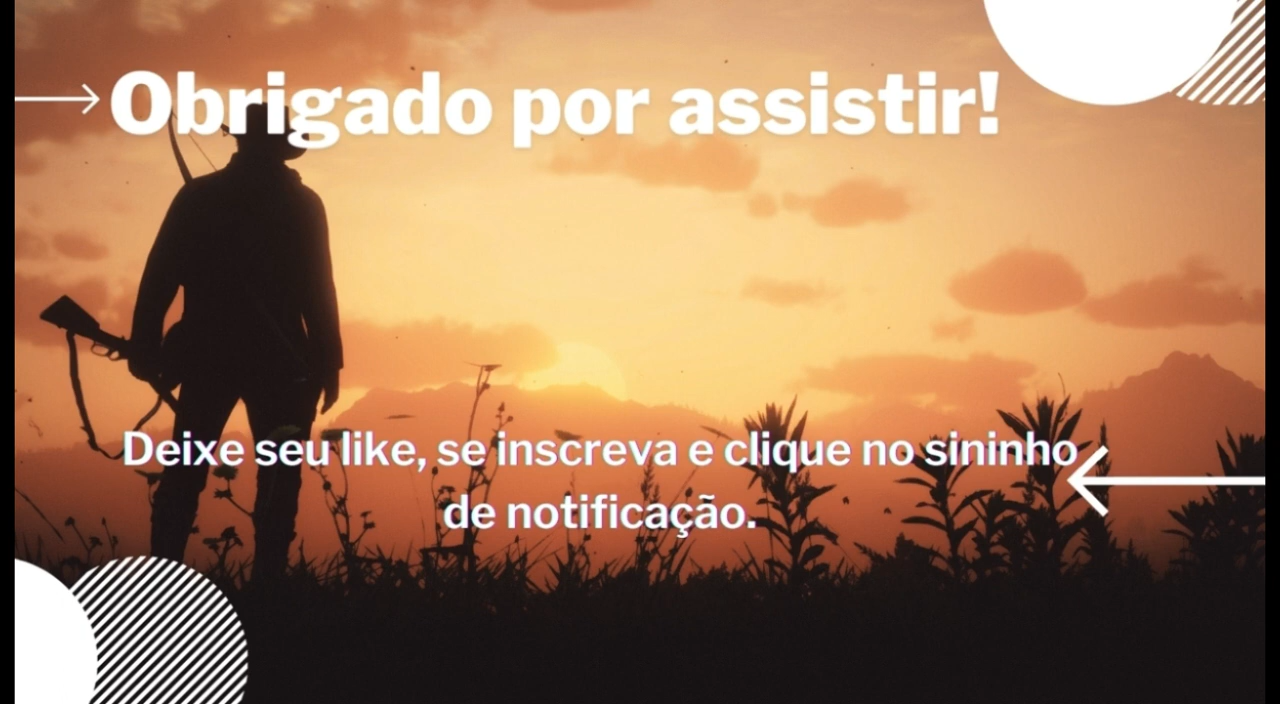 Obrigado por assistir!
Deixe seu like, se inscreva e clique no sininho
de notificação.